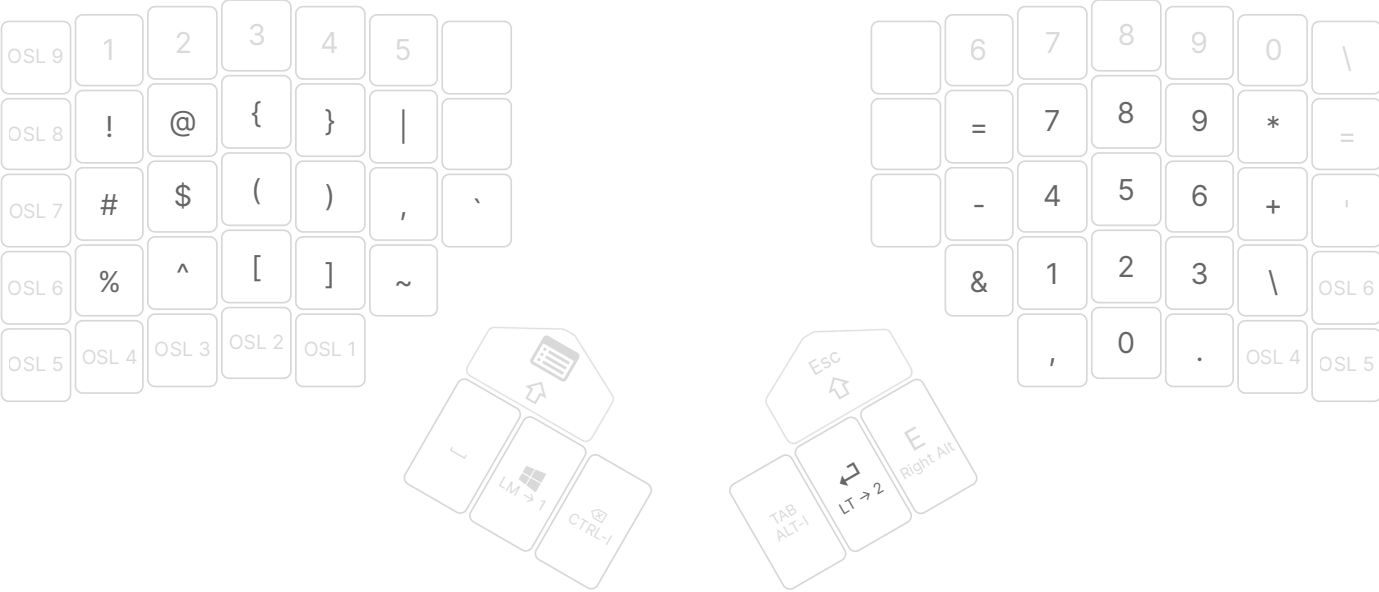 OSL 9 1 2 3 4 5 6 7 8 9 0 \
OSL 8 ! @ { } | = 7 8 9 * =
OSL 7 # $ ( ) , ` - 4 5 6 + '
OSL 6 % ^ [ ] ~ & 1 2 3 \ OSL 6
OSL 5 OSL 4 OSL 3 OSL 2 OSL 1 , 0 . OSL 4 OSL 5
Esc
LM → 1
CTRL-I
TAB
ALT-I
LT → 2
E
Right Alt